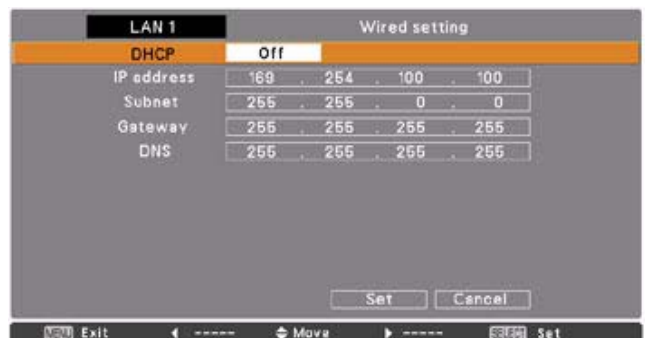 LAN 1 Wired setting
DHCP Off
IP address 169 . 254 . 100 . 100
Subnet 255 . 255 . 0 . 0
Gateway 255 . 255 . 255 . 255
DNS 255 . 255 . 255 . 255
Set Cancel
MENU Exit ◀ ----- ◆ Move ▶ ----- SELECT Set